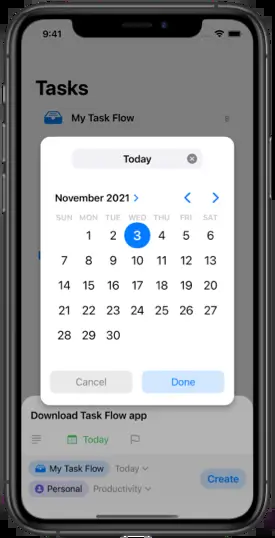 9:41
Tasks
My Task Flow
Today
November 2021
SUN MON TUE WED THU FRI SAT
1 2 3 4 5 6
7 8 9 10 11 12 13
14 15 16 17 18 19 20
21 22 23 24 25 26 27
28 29 30
Cancel Done
Download Task Flow app
Today
My Task Flow Today
Personal Productivity
Create